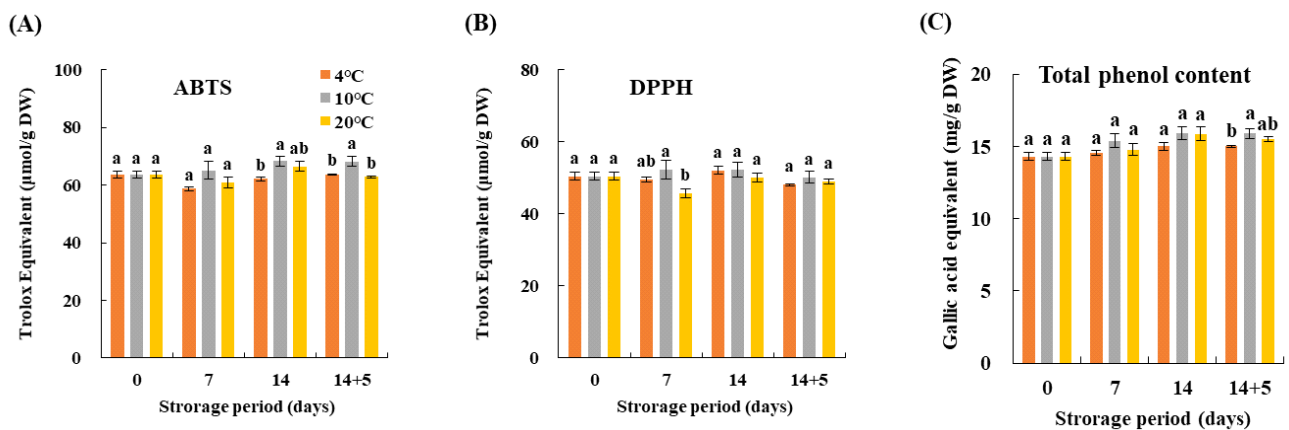 (A)
ABTS
4°C
10°C
20°C
Trolox Equivalent (μmol/g DW)
100
80
60
40
20
0
a a a
a a a
b a ab
b a b
0 7 14 14+5
Strorage period (days)
(B)
DPPH
Trolox Equivalent (μmol/g DW)
80
60
40
20
0
a a a
ab a b
a a a
a a a
0 7 14 14+5
Strorage period (days)
(C)
Total phenol content
Gallic acid equivalent (mg/g DW)
20
15
10
5
0
a a a
a a a
a a a
b a ab
0 7 14 14+5
Strorage period (days)